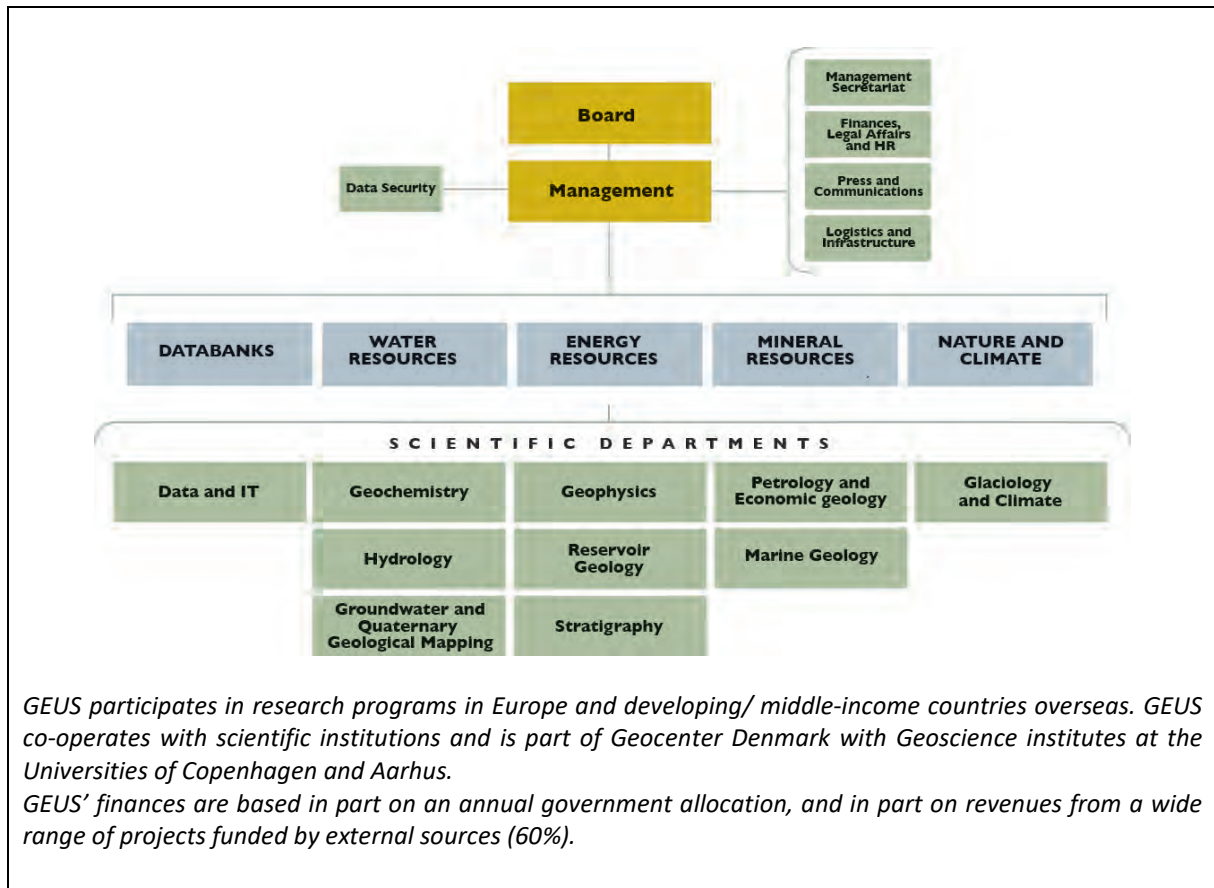 Board
Management
Data Security
Management
Secretariat
Finances,
Legal Affairs
and HR
Press and
Communications
Logistics and
Infrastructure
DATABANKS
WATER
RESOURCES
ENERGY
RESOURCES
MINERAL
RESOURCES
NATURE AND
CLIMATE
SCIENTIFIC DEPARTMENTS
Data and IT
Geochemistry
Geophysics
Petrology and
Economic geology
Glaciology
and Climate
Hydrology
Reservoir
Geology
Marine Geology
Groundwater and
Quaternary
Geological Mapping
Stratigraphy
GEUS participates in research programs in Europe and developing/ middle-income countries overseas. GEUS
co-operates with scientific institutions and is part of Geocenter Denmark with Geoscience institutes at the
Universities of Copenhagen and Aarhus.
GEUS’ finances are based in part on an annual government allocation, and in part on revenues from a wide
range of projects funded by external sources (60%).